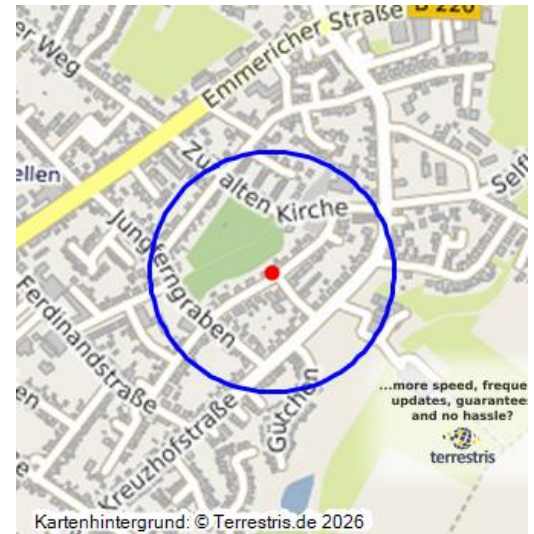 B 220
Emmericher Straße
er Weg
ellen
Zur alten Kirche
Self
Jungferngraben
Ferdinandstraße
en
Kreuzhofstraße
Gütchen
...more speed, freque
updates, guarantee
and no hassle?
terrestris
Kartenhintergrund: © Terrestris.de 2026